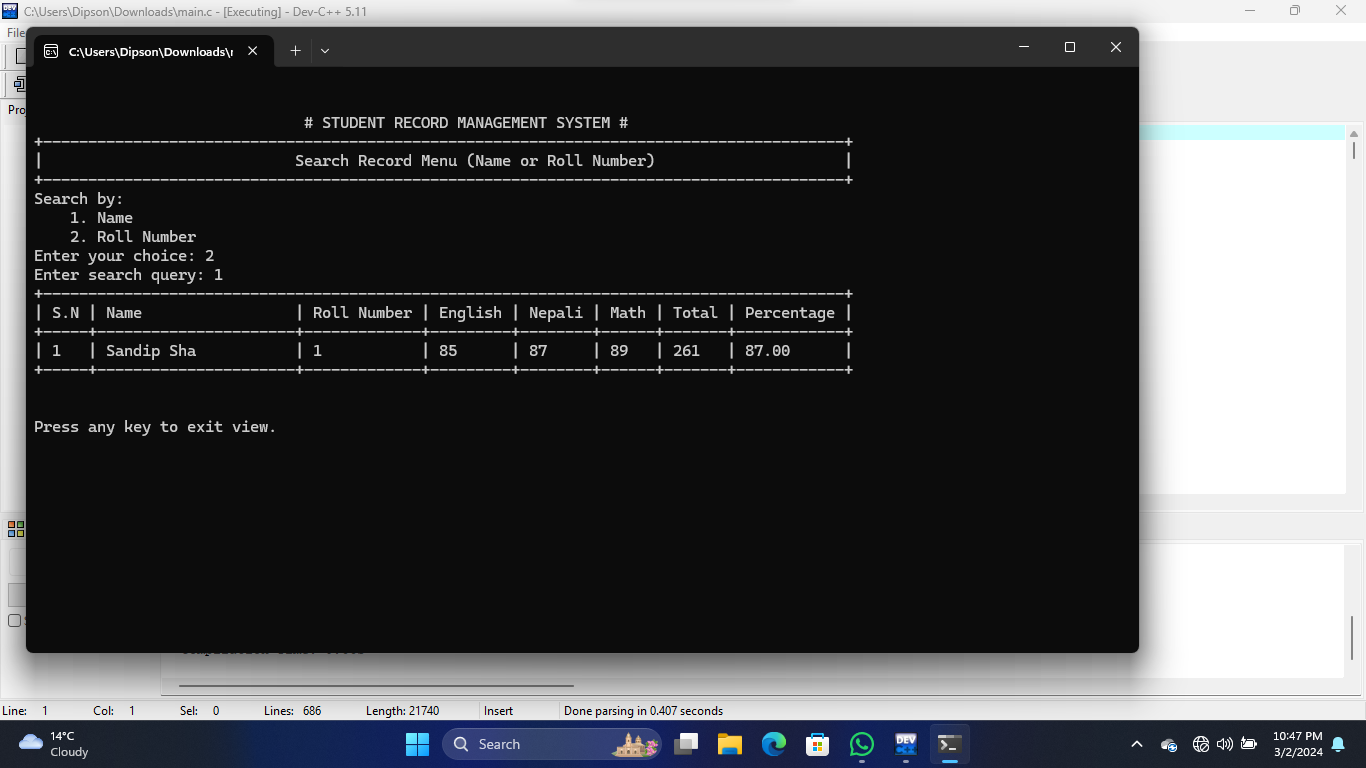 C:\Users\Dipson\Downloads\main.c - [Executing] - Dev-C++ 5.11
File
C:\Users\Dipson\Downloads\
Pro
# STUDENT RECORD MANAGEMENT SYSTEM #
Search Record Menu (Name or Roll Number)
Search by:
1. Name
2. Roll Number
Enter your choice: 2
Enter search query: 1
| S.N | Name | Roll Number | English | Nepali | Math | Total | Percentage |
| 1 | Sandip Sha | 1 | 85 | 87 | 89 | 261 | 87.00 |
Press any key to exit view.
Line: 1 Col: 1 Sel: 0 Lines: 686 Length: 21740 Insert Done parsing in 0.407 seconds
14°C
Cloudy
Search
DEV
10:47 PM
3/2/2024